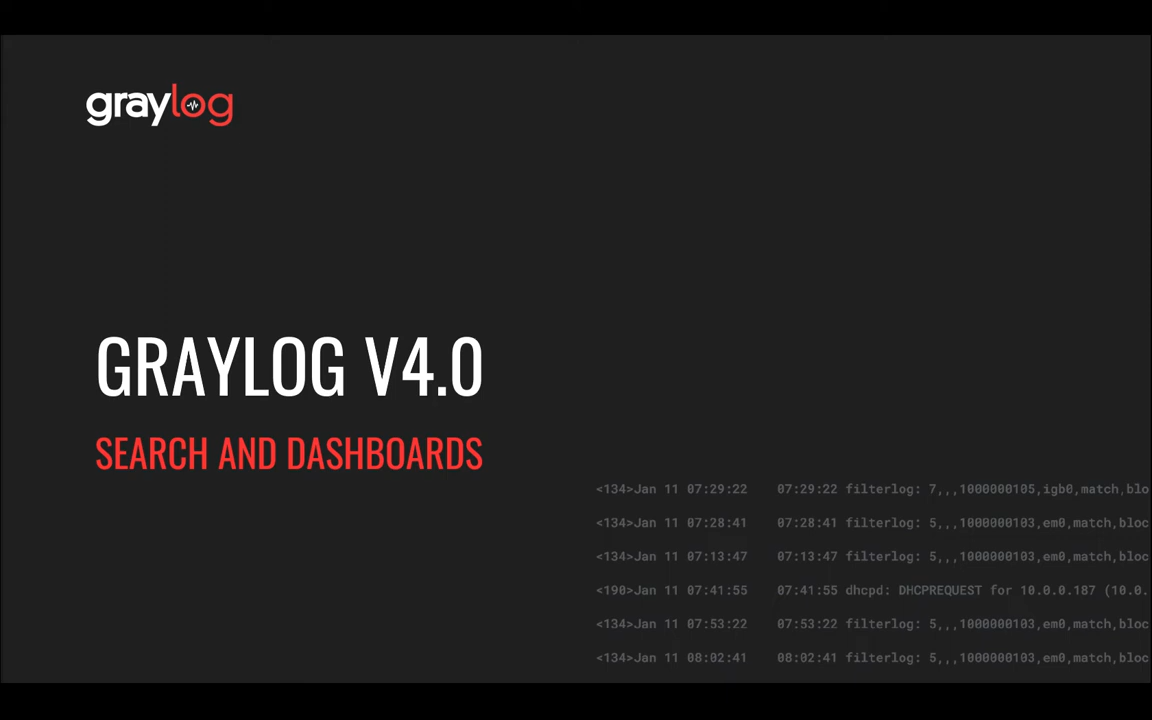 graylog
GRAYLOG V4.0
SEARCH AND DASHBOARDS
<134>Jan 11 07:29:22 07:29:22 filterlog: 7,,,1000000105,igb0,match,blo
<134>Jan 11 07:28:41 07:28:41 filterlog: 5,,,1000000103,em0,match,bloc
<134>Jan 11 07:13:47 07:13:47 filterlog: 5,,,1000000103,em0,match,bloc
<190>Jan 11 07:41:55 07:41:55 dhcpd: DHCPREQUEST for 10.0.0.187 (10.0.
<134>Jan 11 07:53:22 07:53:22 filterlog: 5,,,1000000103,em0,match,bloc
<134>Jan 11 08:02:41 08:02:41 filterlog: 5,,,1000000103,em0,match,bloc